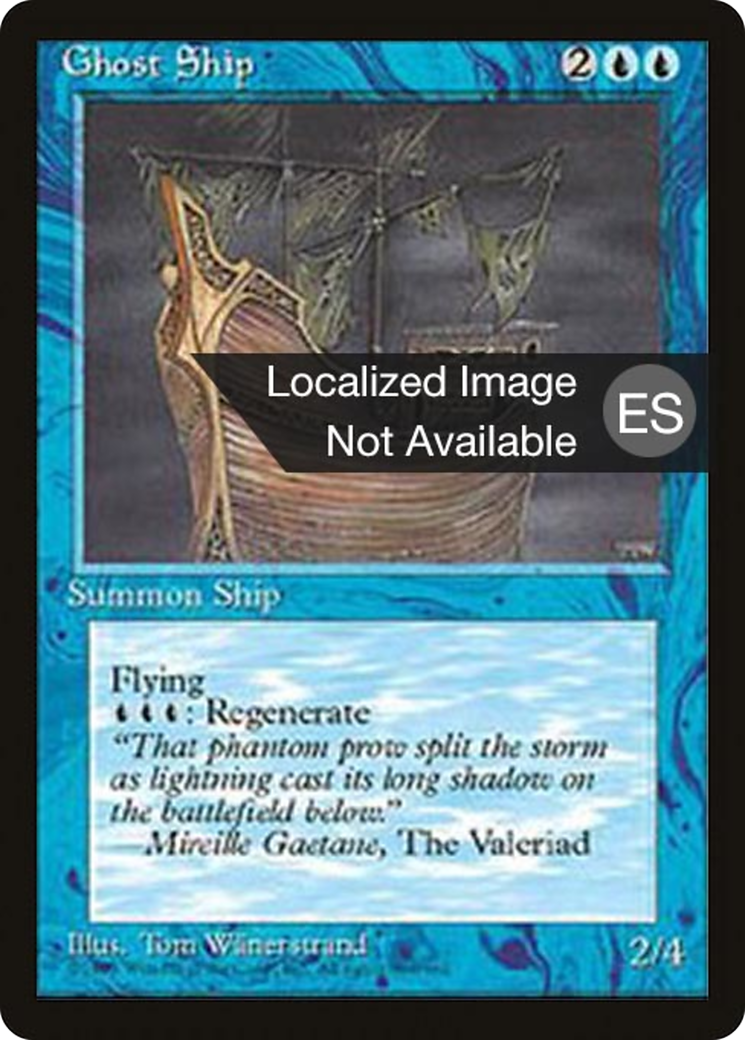 Ghost Ship 2
Localized Image
Not Available
ES
Summon Ship
Flying
: Regenerate
“That phantom prow split the storm
as lightning cast its long shadow on
the battlefield below.”
—Mireille Gaetane, The Valeriad
Illus. Tom Wänerstrand
2/4